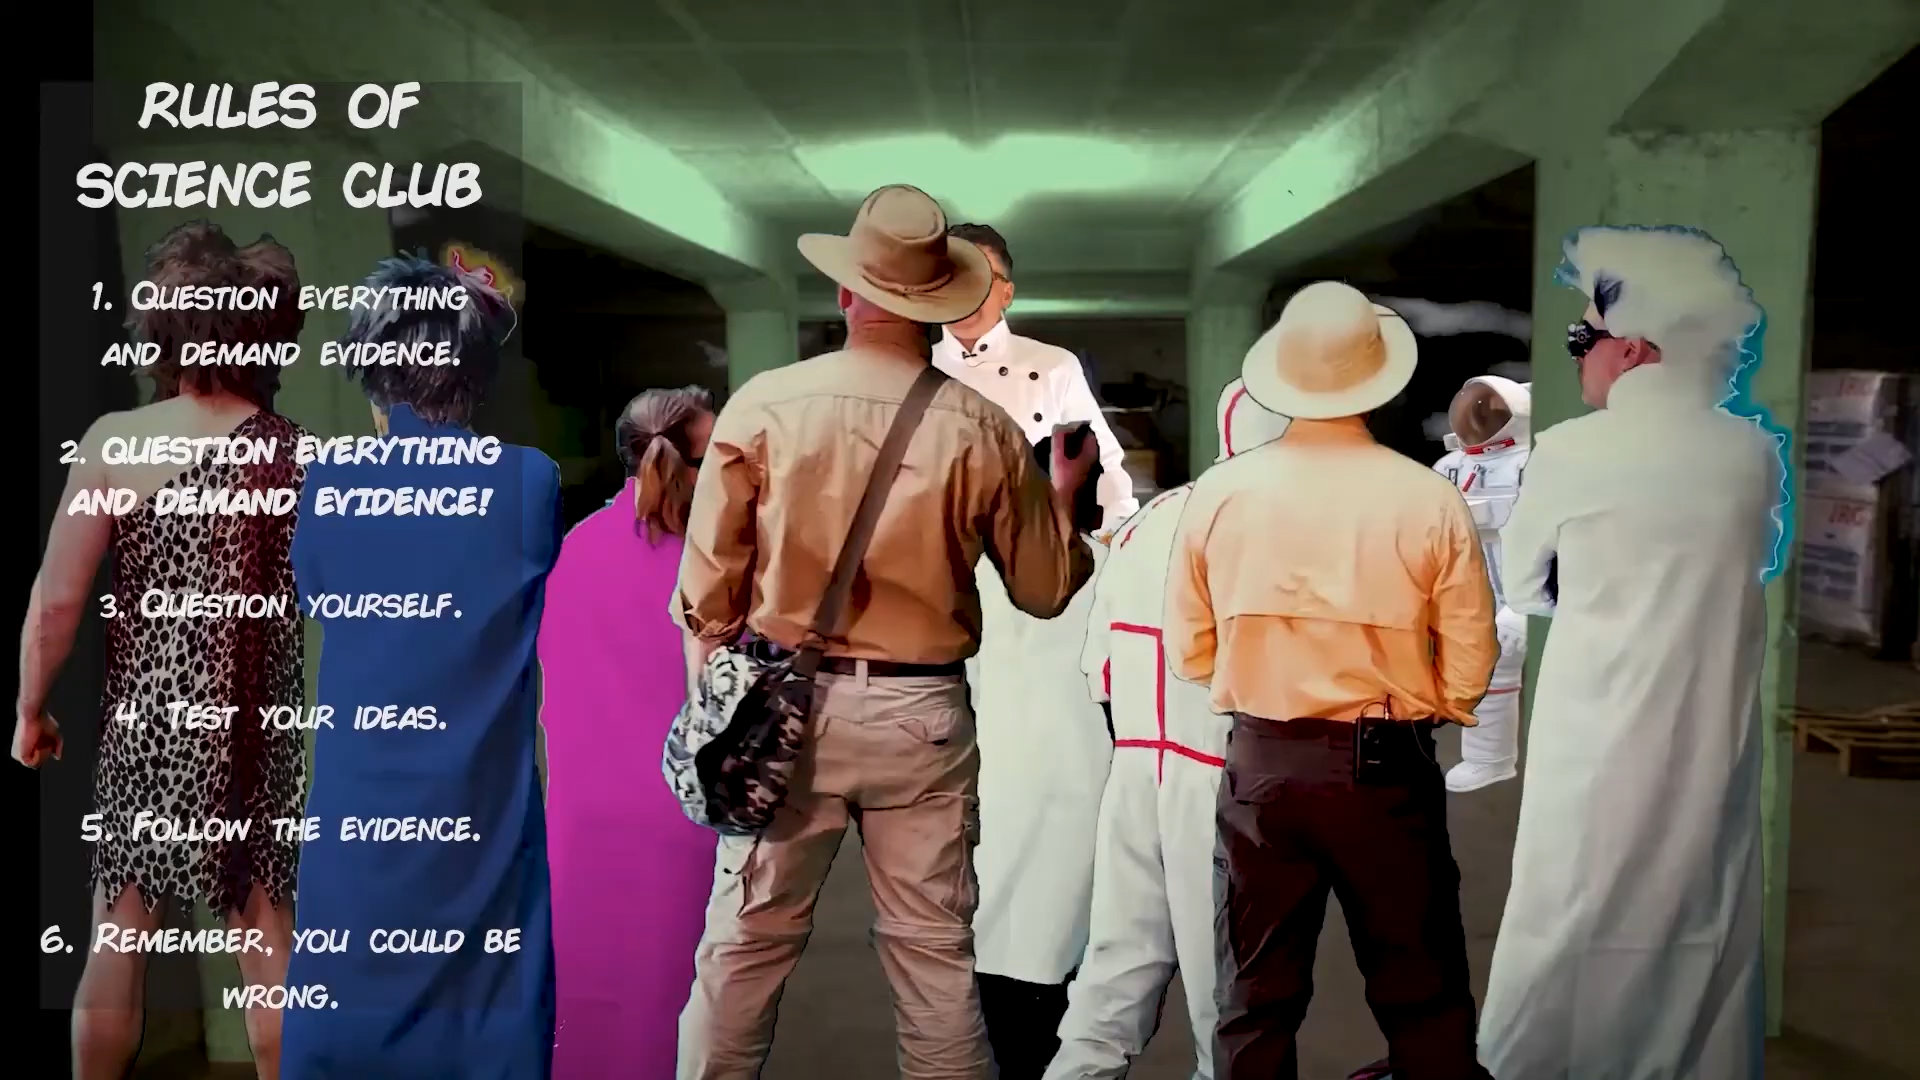 RULES OF
SCIENCE CLUB
1. QUESTION EVERYTHING
AND DEMAND EVIDENCE.
2. QUESTION EVERYTHING
AND DEMAND EVIDENCE!
3. QUESTION YOURSELF.
4. TEST YOUR IDEAS.
5. FOLLOW THE EVIDENCE.
6. REMEMBER, YOU COULD BE
WRONG.